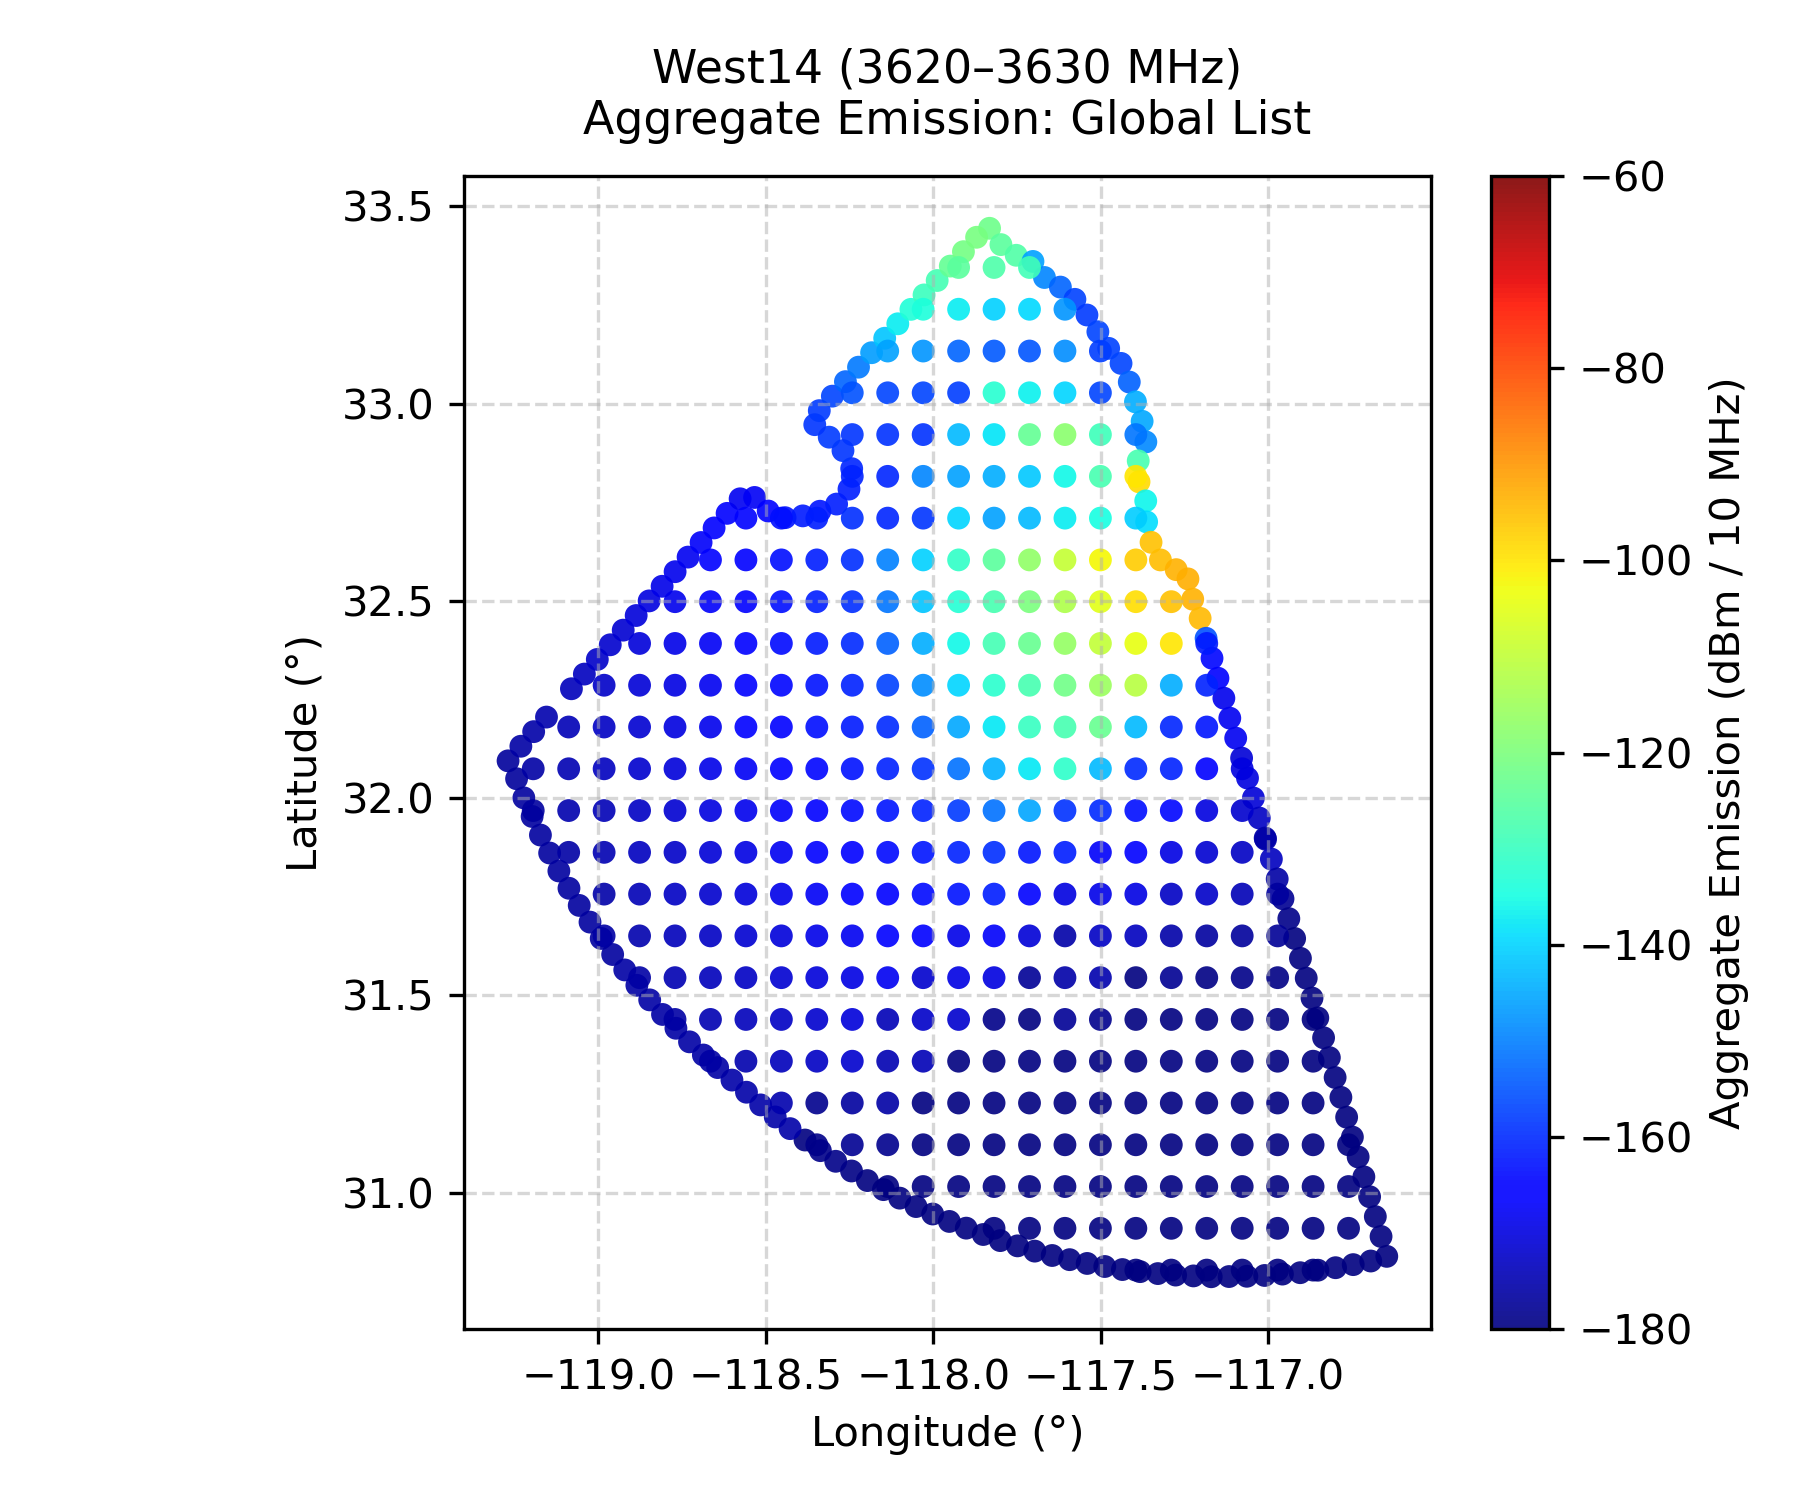 West14 (3620–3630 MHz)
Aggregate Emission: Global List
33.5
33.0
32.5
32.0
31.5
31.0
Latitude (°)
−119.0 −118.5 −118.0 −117.5 −117.0
Longitude (°)
−60
−80
−100
−120
−140
−160
−180
Aggregate Emission (dBm / 10 MHz)